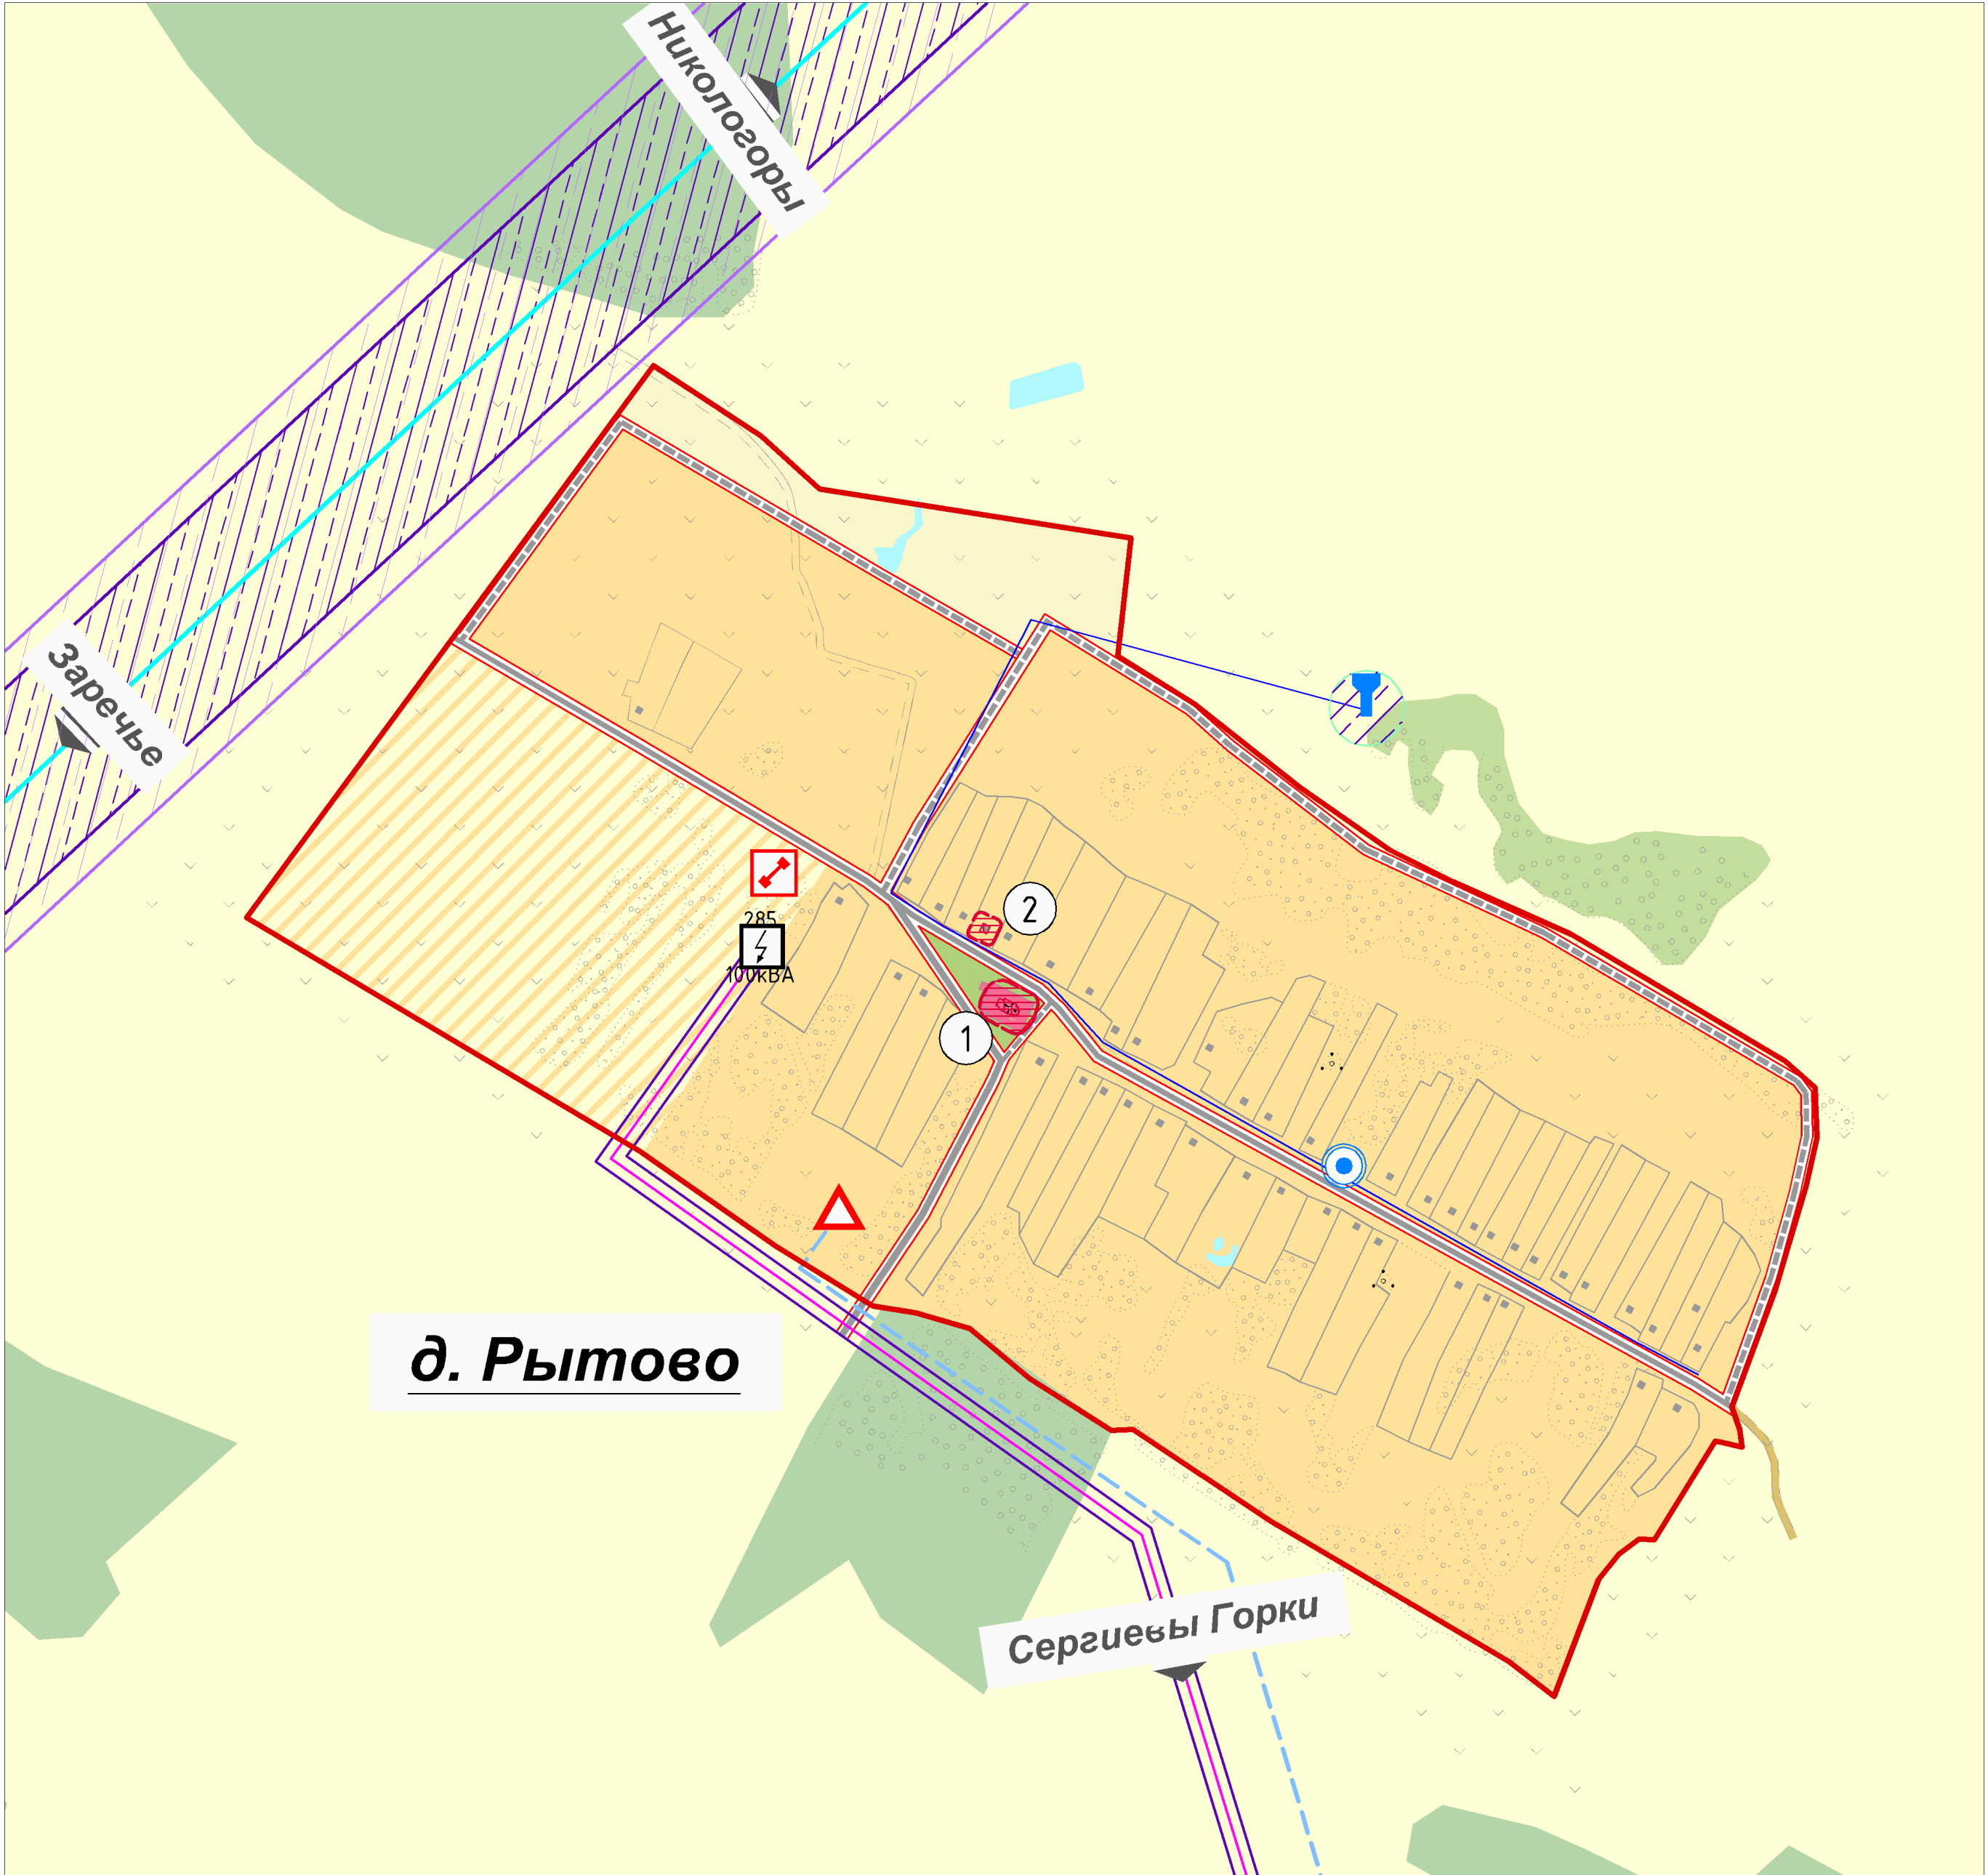 Никологоры
Заречье
2
285
100кВА
1
д. Рытово
Сергиевы Горки